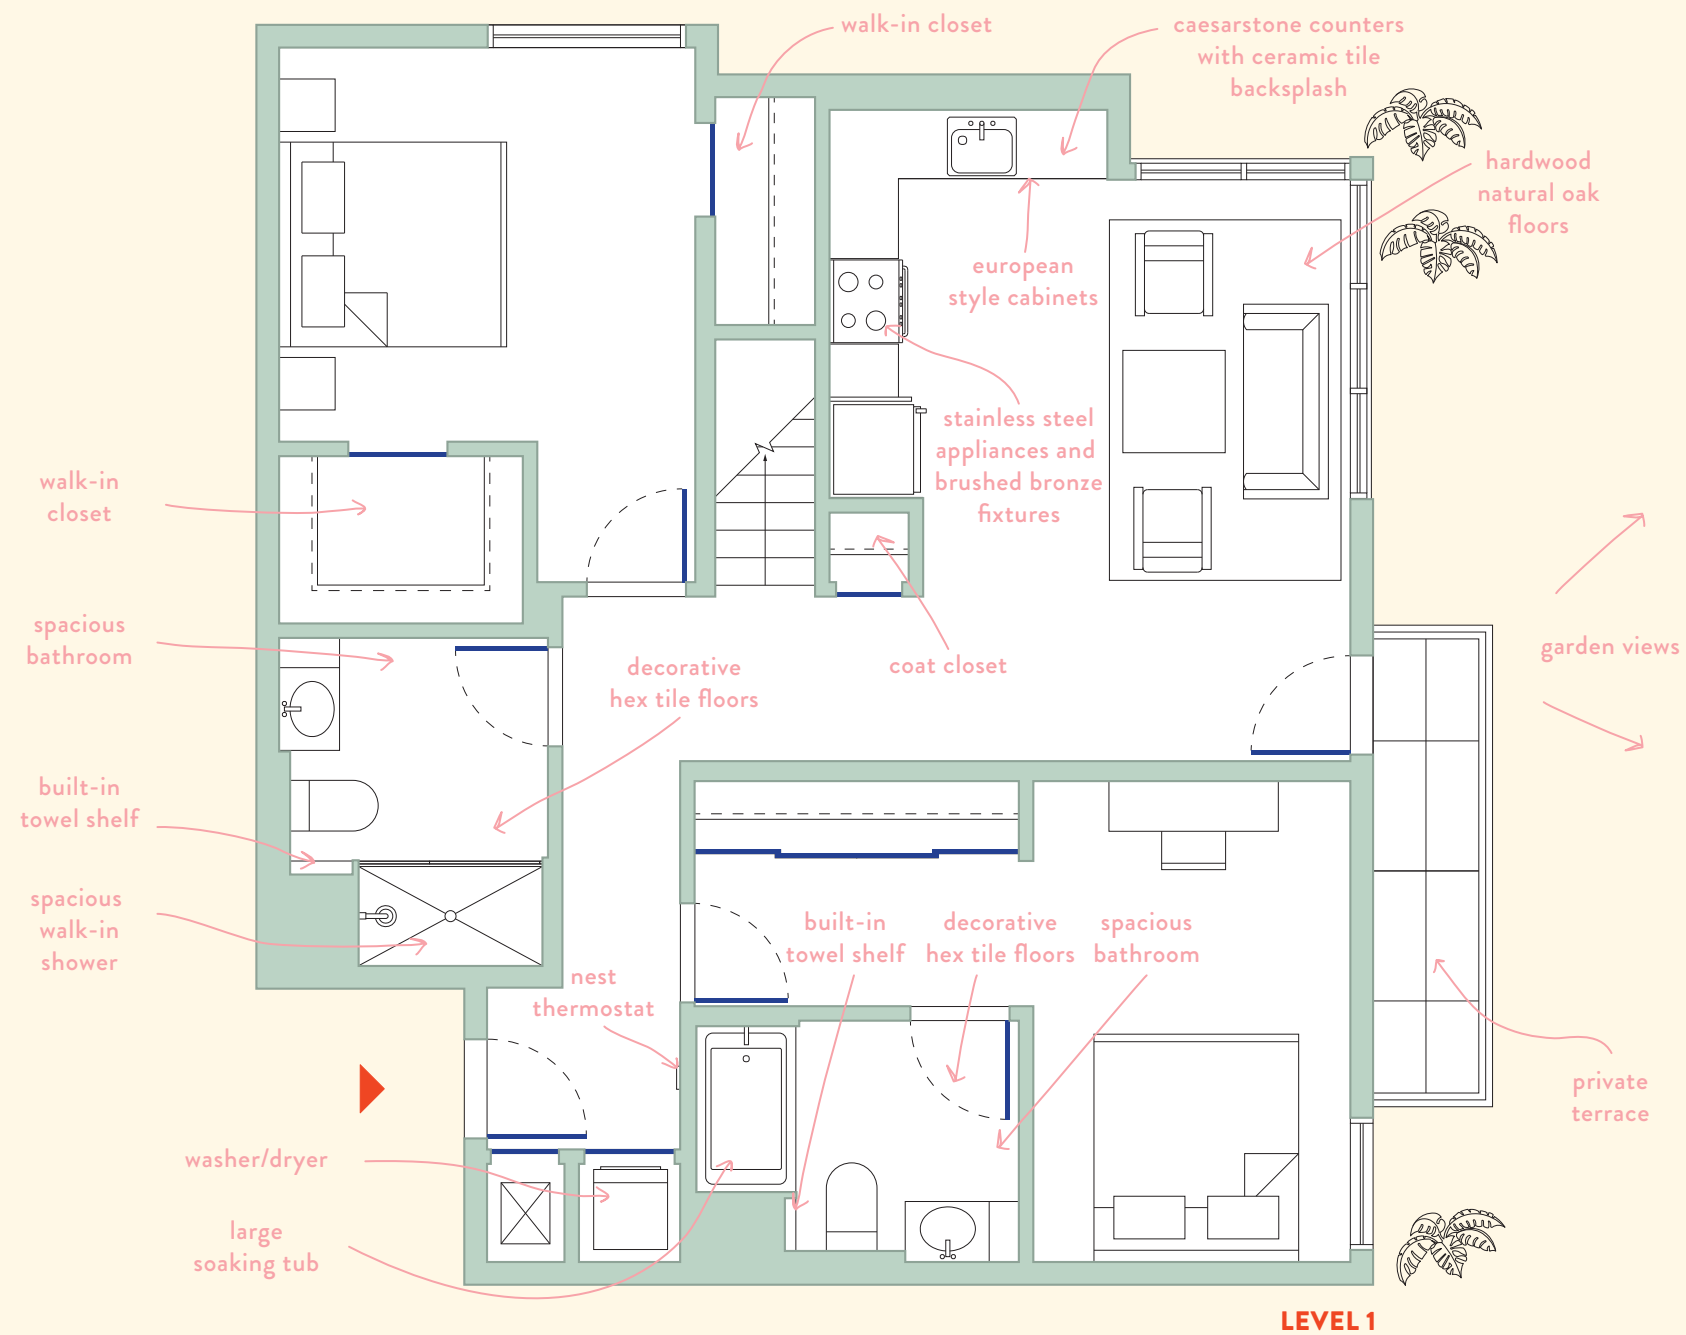 walk-in closet
caesarstone counters
with ceramic tile
backsplash
hardwood
natural oak
floors
european
style cabinets
stainless steel
appliances and
brushed bronze
fixtures
walk-in
closet
spacious
bathroom
decorative
hex tile floors
coat closet
garden views
built-in
towel shelf
spacious
walk-in
shower
nest
thermostat
built-in
towel shelf
decorative
hex tile floors
spacious
bathroom
private
terrace
washer/dryer
large
soaking tub
LEVEL 1